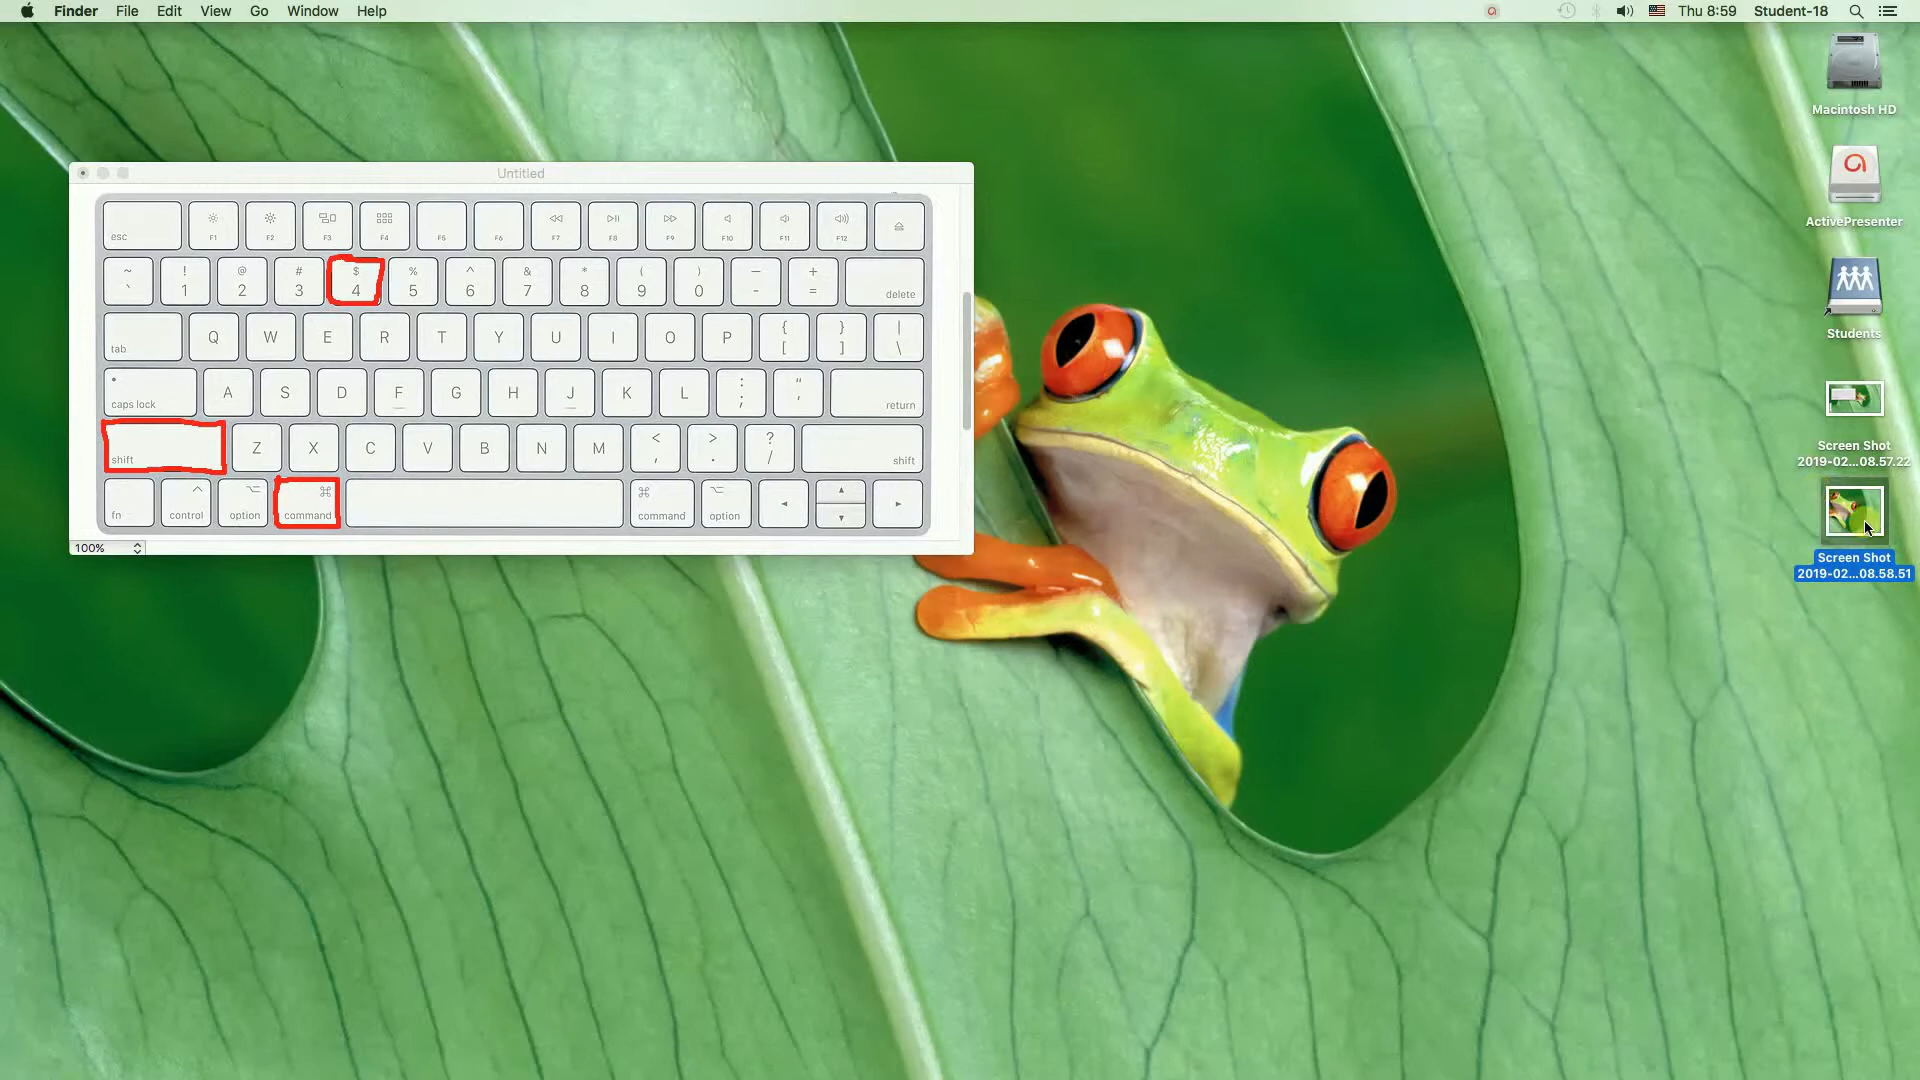 Finder File Edit View Go Window Help Thu 8:59 Student-18
Macintosh HD
ActivePresenter
Students
Screen Shot
2019-02...08.57.22
Screen Shot
2019-02...08.58.51
Untitled
esc F1 F2 F3 F4 F5 F6 F7 F8 F9 F10 F11 F12
~ ! @ # $ % ^ & * ( ) — +
` 1 2 3 4 5 6 7 8 9 0 - =
delete
tab Q W E R T Y U I O P { [ } ] | \
caps lock A S D F G H J K L : ; " ' return
shift Z X C V B N M < , > . ? / shift
fn ^ control ⌥ option ⌘ command ⌘ command ⌥ option ◄ ▲ ▼ ►
100%